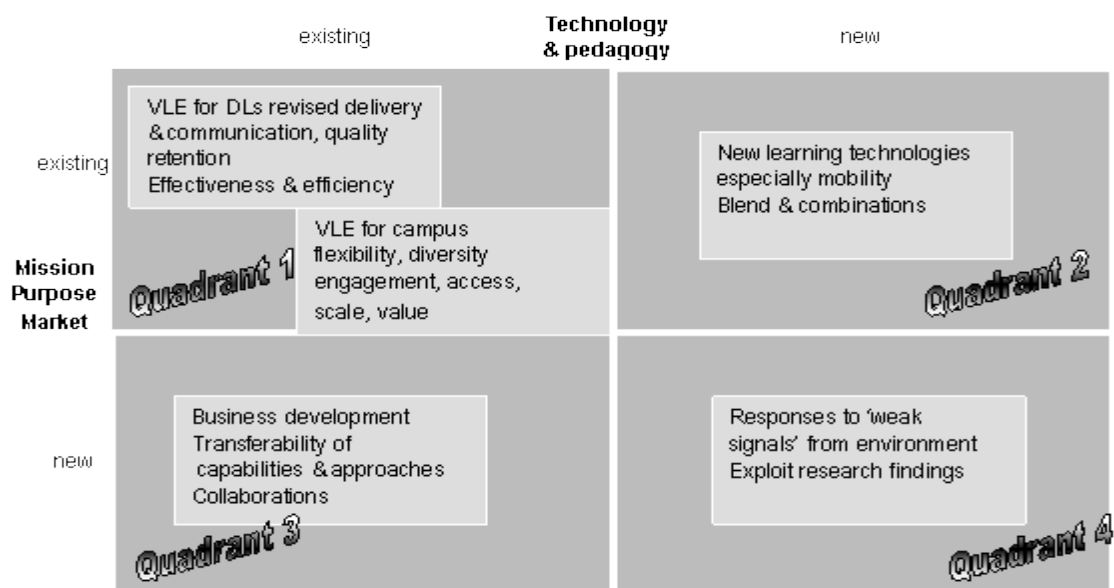 Technology
& pedagogy
existing
new
existing
VLE for DLs revised delivery
& communication, quality
retention
Effectiveness & efficiency
VLE for campus
flexibility, diversity
engagement, access,
scale, value
Quadrant 1
New learning technologies
especially mobility
Blend & combinations
Quadrant 2
Mission
Purpose
Market
new
Business development
Transferability of
capabilities & approaches
Collaborations
Quadrant 3
Responses to ‘weak
signals’ from environment
Exploit research findings
Quadrant 4